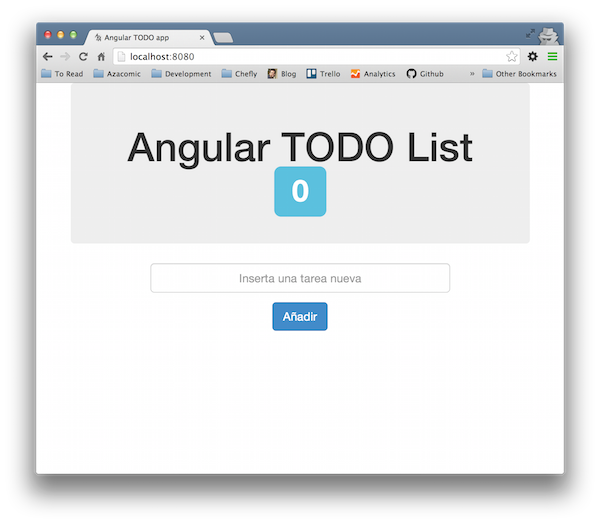 Angular TODO app
localhost:8080
To Read Azacomic Development Chefly Blog Trello Analytics Github » Other Bookmarks
Angular TODO List
0
Inserta una tarea nueva
Añadir